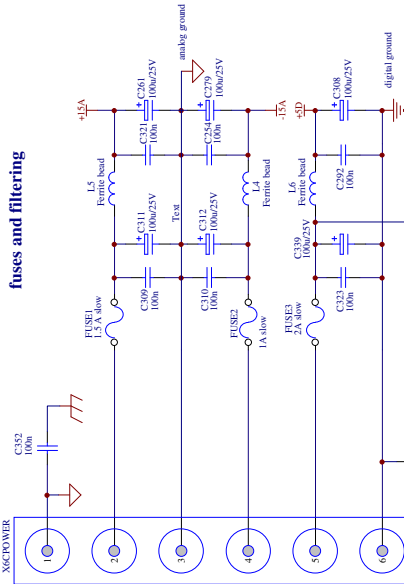 fuses and filtering
X6CPOWER
1
2
3
4
5
6
C352
100n
FUSE1
1.5 A slow
C309
100n
C311
100u/25V
+
L5
Ferrite bead
C321
100n
C261
100u/25V
+
+15A
Text
analog ground
C310
100n
C312
100u/25V
+
C254
100n
C279
100u/25V
+
FUSE2
1A slow
L4
Ferrite bead
-15A
FUSE3
2A slow
C323
100n
C339
100u/25V
+
L6
Ferrite bead
C292
100n
C308
100u/25V
+
+5D
digital ground